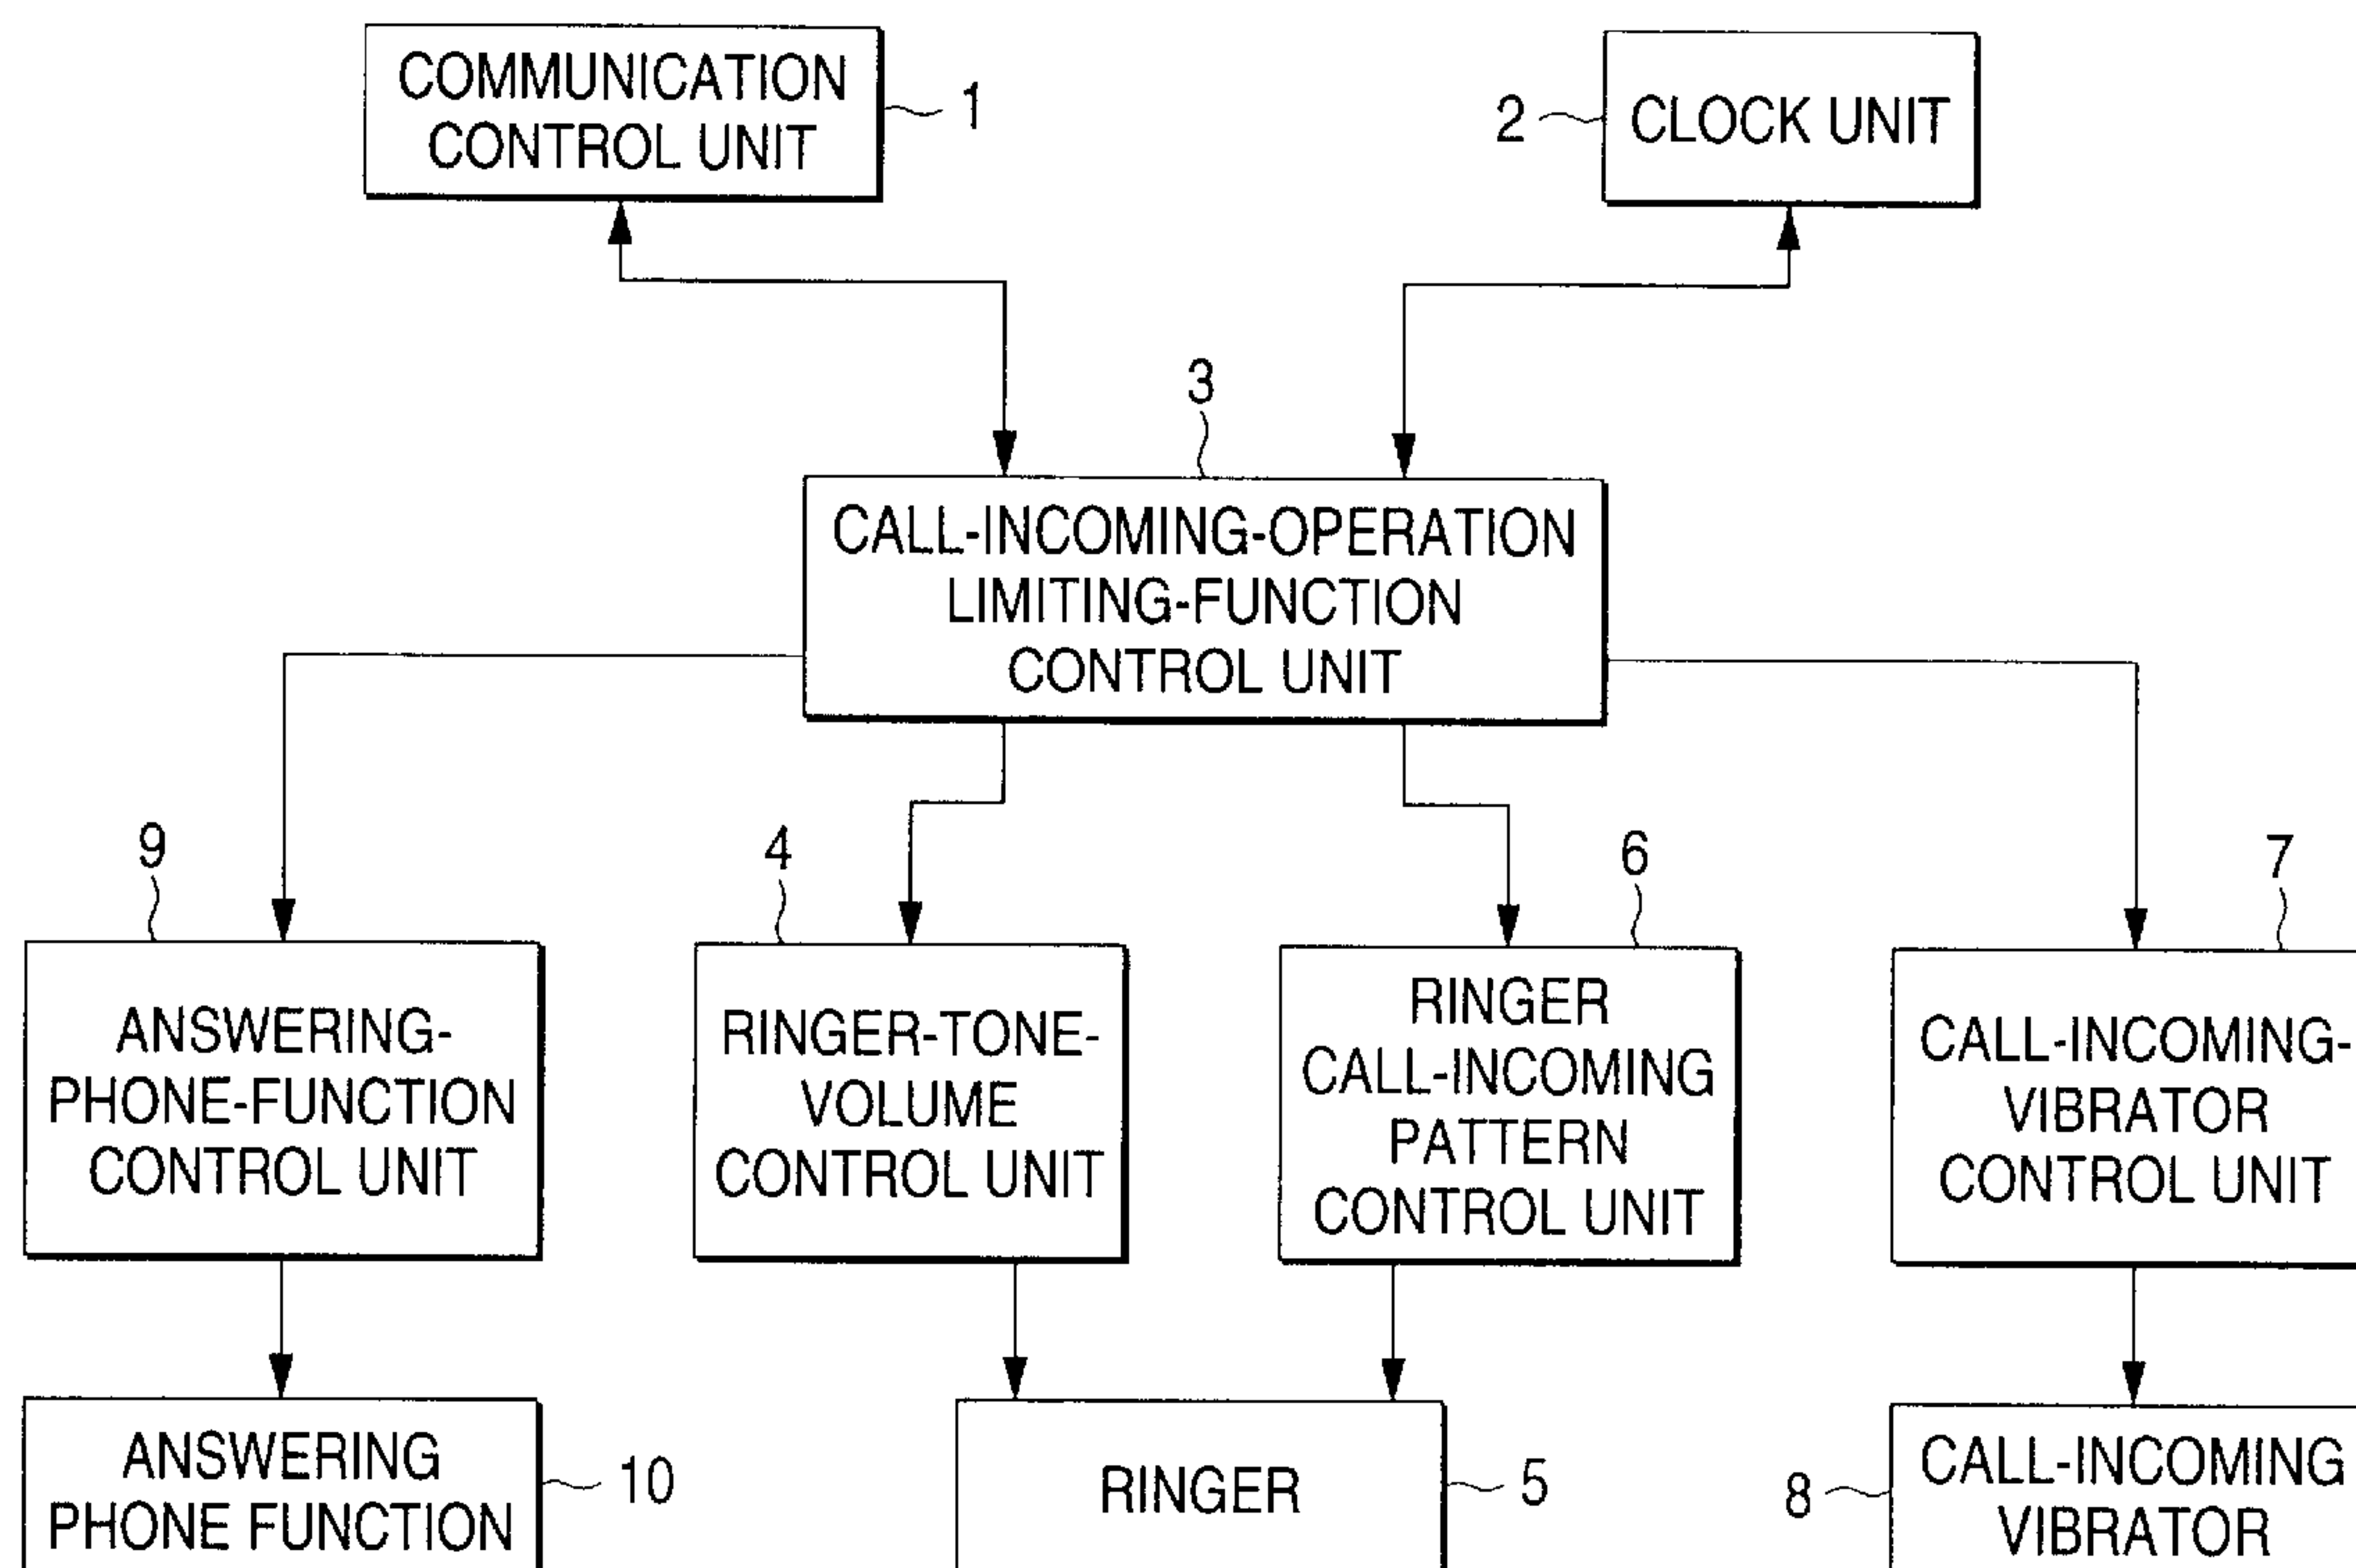 COMMUNICATION
CONTROL UNIT
1
2
CLOCK UNIT
3
CALL-INCOMING-OPERATION
LIMITING-FUNCTION
CONTROL UNIT
9
4
6
7
ANSWERING-
PHONE-FUNCTION
CONTROL UNIT
RINGER-TONE-
VOLUME
CONTROL UNIT
RINGER
CALL-INCOMING
PATTERN
CONTROL UNIT
CALL-INCOMING-
VIBRATOR
CONTROL UNIT
ANSWERING
PHONE FUNCTION
10
RINGER
5
8
CALL-INCOMING
VIBRATOR